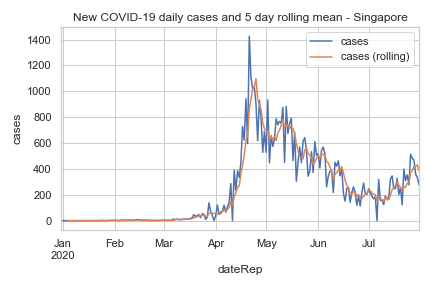 New COVID-19 daily cases and 5 day rolling mean - Singapore
cases
cases (rolling)
cases
1400
1200
1000
800
600
400
200
0
Jan
2020
Feb
Mar
Apr
May
Jun
Jul
dateRep